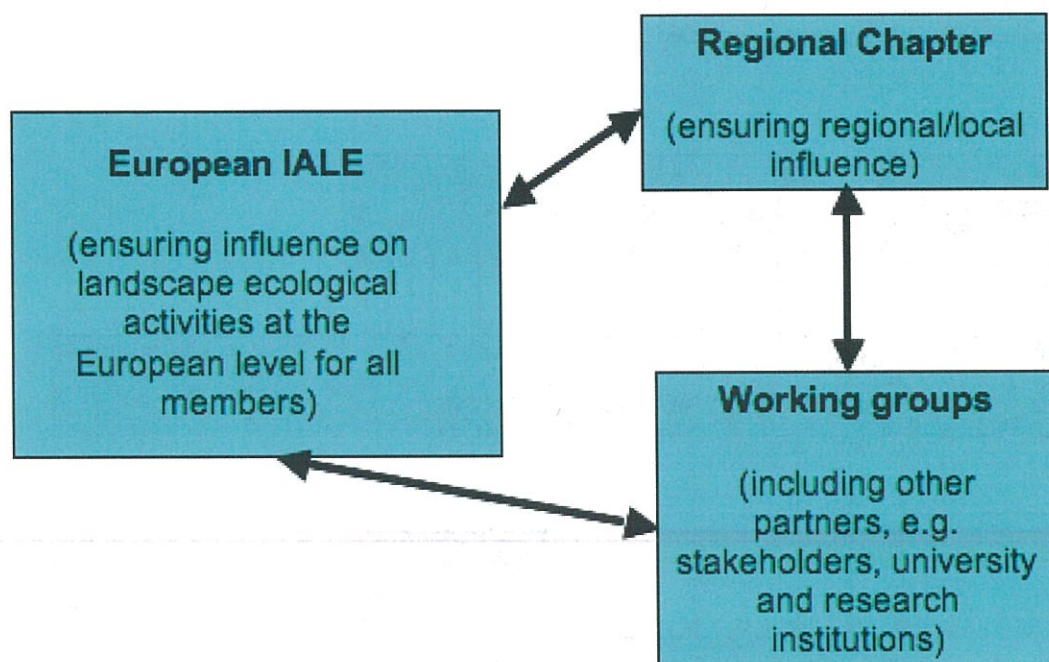 Regional Chapter
(ensuring regional/local
influence)
European IALE
(ensuring influence on
landscape ecological
activities at the
European level for all
members)
Working groups
(including other
partners, e.g.
stakeholders, university
and research
institutions)